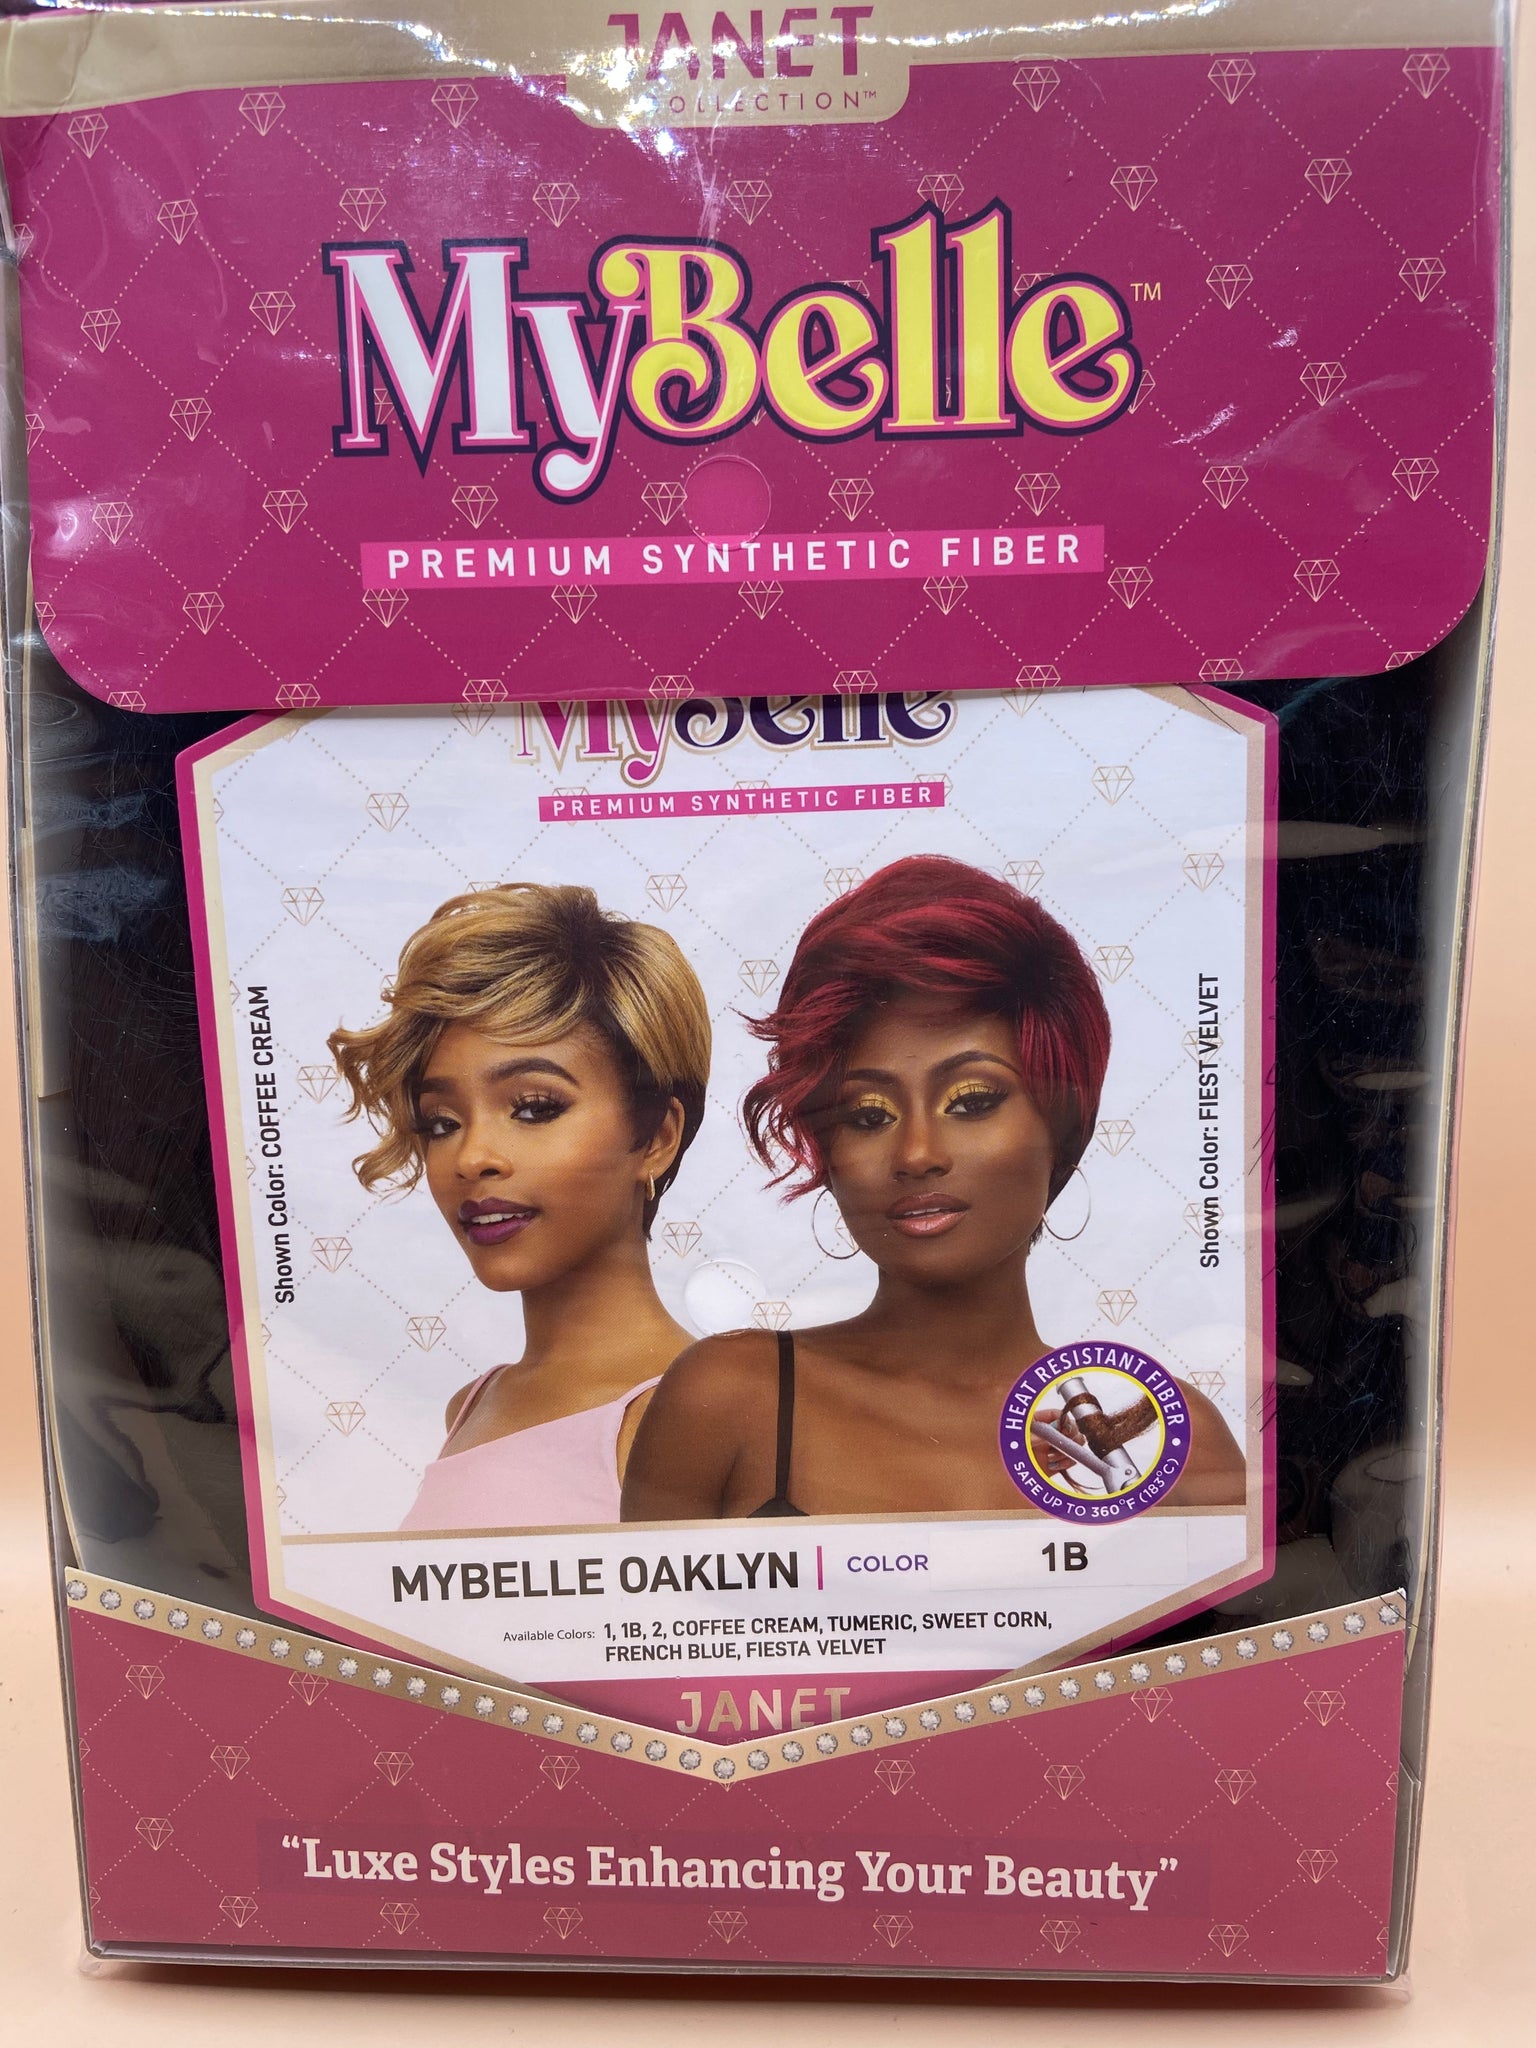 JANET
COLLECTION™
MyBelle™
PREMIUM SYNTHETIC FIBER
MyBelle
PREMIUM SYNTHETIC FIBER
Shown Color: COFFEE CREAM
Shown Color: FIEST VELVET
HEAT RESISTANT FIBER
• SAFE UP TO 360°F (183°C) •
MYBELLE OAKLYN | COLOR 1B
Available Colors: 1, 1B, 2, COFFEE CREAM, TUMERIC, SWEET CORN,
FRENCH BLUE, FIESTA VELVET
JANET
“Luxe Styles Enhancing Your Beauty”